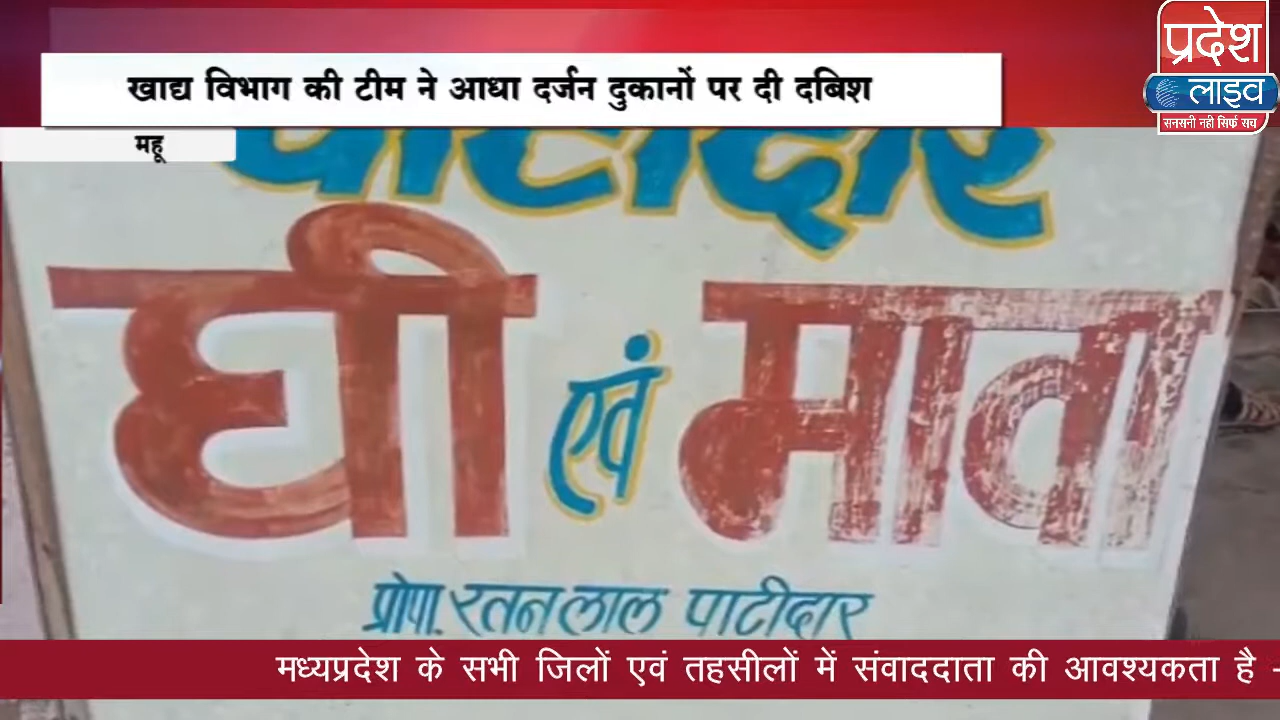 खाद्य विभाग की टीम ने आधा दर्जन दुकानों पर दी दबिश
प्रदेश
लाइव
सनसनी नही सिर्फ सच
महू
पाटीदार
घी एवं मावा
प्रोपा. रतनलाल पाटीदार
मध्यप्रदेश के सभी जिलों एवं तहसीलों में संवाददाता की आवश्यकता है -